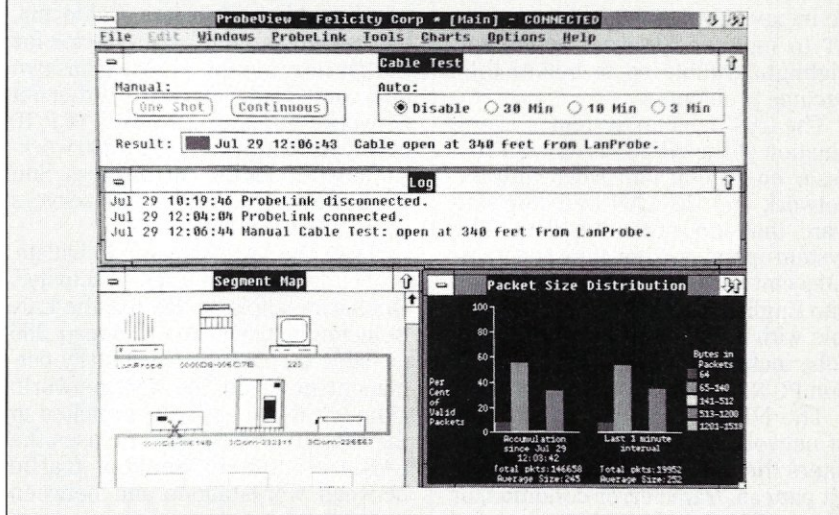 ProbeView - Felicity Corp * [Main] - CONNECTED
File Edit Windows ProbeLink Tools Charts Options Help
Cable Test
Manual:
One Shot Continuous
Auto:
Disable 30 Min 10 Min 3 Min
Result: Jul 29 12:06:43 Cable open at 340 feet from LanProbe.
Log
Jul 29 10:19:46 ProbeLink disconnected.
Jul 29 12:04:04 ProbeLink connected.
Jul 29 12:06:44 Manual Cable Test: open at 340 feet from LanProbe.
Segment Map
LanProbe
223
3Com-226563
Packet Size Distribution
100
80
60
40
20
0
Per
Cent
of
Valid
Packets
Bytes in
Packets
64
65-140
141-512
513-1200
1201-1518
Accumulation
since Jul 29
12:03:42
Total pkts:146658
Average Size:245
Last 1 minute
interval
Total pkts:19952
Average Size:252